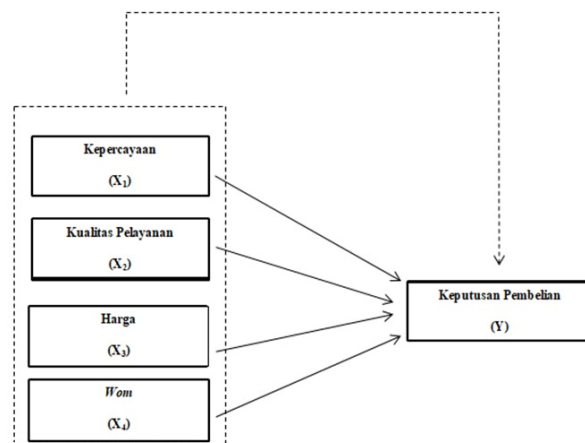 Kepercayaan
(X₁)
Kualitas Pelayanan
(X₂)
Harga
(X₃)
Wom
(X₄)
Keputusan Pembelian
(Y)